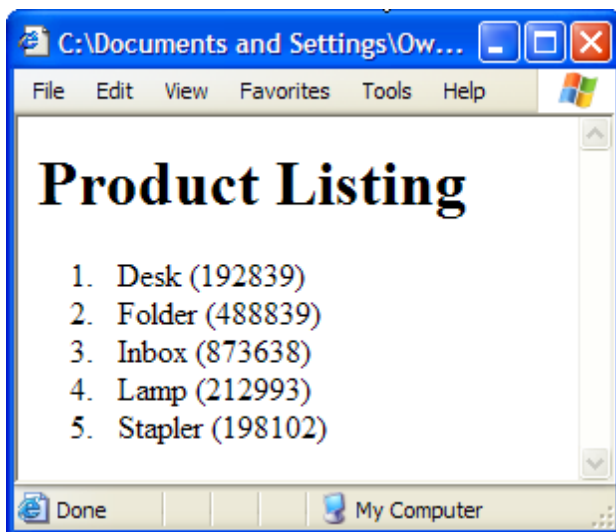 C:\Documents and Settings\Ow...
File Edit View Favorites Tools Help
Product Listing
1. Desk (192839)
2. Folder (488839)
3. Inbox (873638)
4. Lamp (212993)
5. Stapler (198102)
Done My Computer